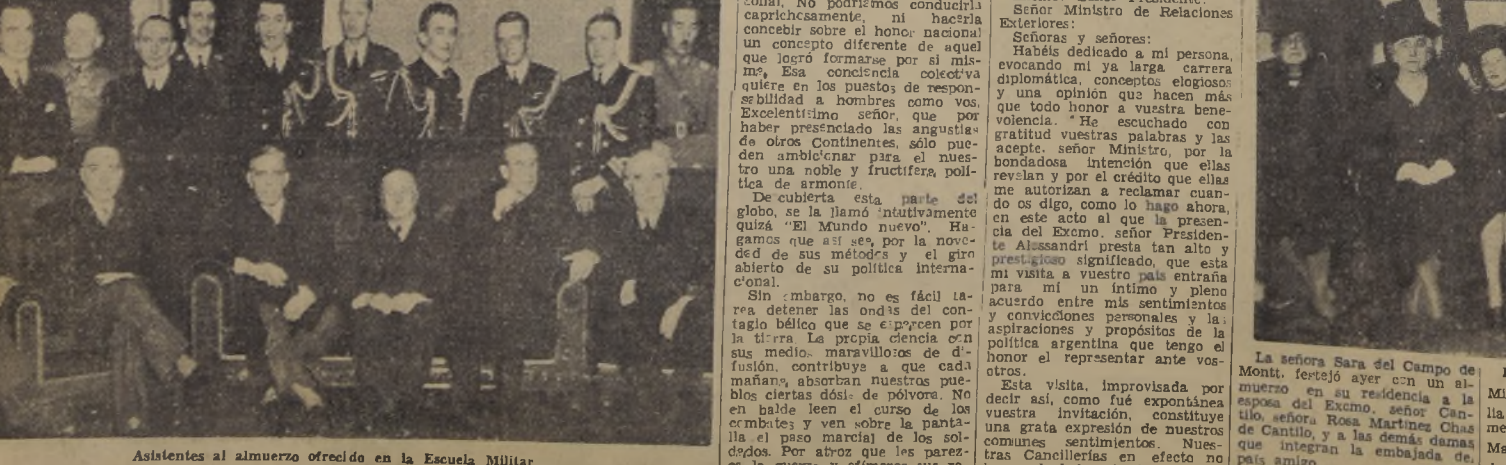 Asistentes al almuerzo ofrecido en la Escuela Militar
No podríamos conducirla
caprichosamente, ni hacerla
concebir sobre el honor nacional
un concepto diferente de aquel
que logró formarse por si mis-
ma. Esa conciencia colectiva
quiere en los puestos de respon-
sabilidad a hombres como vos,
Excelentísimo señor, que por
haber presenciado las angustias
de otros Continentes, sólo pue-
den ambicionar para el nues-
tro una noble y fructífera polí-
tica de armonía.
De cubierta esta parte del
globo, se la llamó intutivamente
quizá "El Mundo nuevo". Ha-
gamos que así sea, por la nove-
dad de sus métodos y el giro
abierto de su política interna-
cional.
Sin embargo, no es fácil ta-
rea detener las ondas del con-
tagio bélico que se esparcen por
la tierra. La propia ciencia con
sus medios maravillosos de di-
fusión, contribuye a que cada
mañana, absorban nuestros pue-
blos ciertas dósis de pólvora. No
en balde leen el curso de los
combates y ven sobre la panta-
lla el paso marcial de los sol-
dados. Por atroz que les parez-
Señor Ministro de Relaciones
Exteriores:
Señoras y señores:
Habéis dedicado a mi persona,
evocando mi ya larga carrera
diplomática, conceptos elogiosos
y una opinión que hacen más
que todo honor a vuestra bene-
volencia. He escuchado con
gratitud vuestras palabras y las
acepte, señor Ministro, por la
bondadosa intención que ellas
revelan y por el crédito que ellas
me autorizan a reclamar cuan-
do os digo, como lo hago ahora,
en este acto al que la presen-
cia del Excmo. señor Presiden-
te Alessandri presta tan alto y
prestigioso significado, que esta
mi visita a vuestro país entraña
para mí un íntimo y pleno
acuerdo entre mis sentimientos
y convicciones personales y las
aspiraciones y propósitos de la
política argentina que tengo el
honor el representar ante vos-
otros.
Esta visita, improvisada por
decir así, como fué expontánea
vuestra invitación, constituye
una grata expresión de nuestros
comunes sentimientos. Nues-
tras Cancillerías en efecto no
La señora Sara del Campo de
Montt, festejó ayer con un al-
muerzo en su residencia a la
esposa del Excmo. señor Can-
tilo, señora Rosa Martínez Chas
de Cantilo, y a las demás damas
que integran la embajada de
país amigo
Mi
lla
me